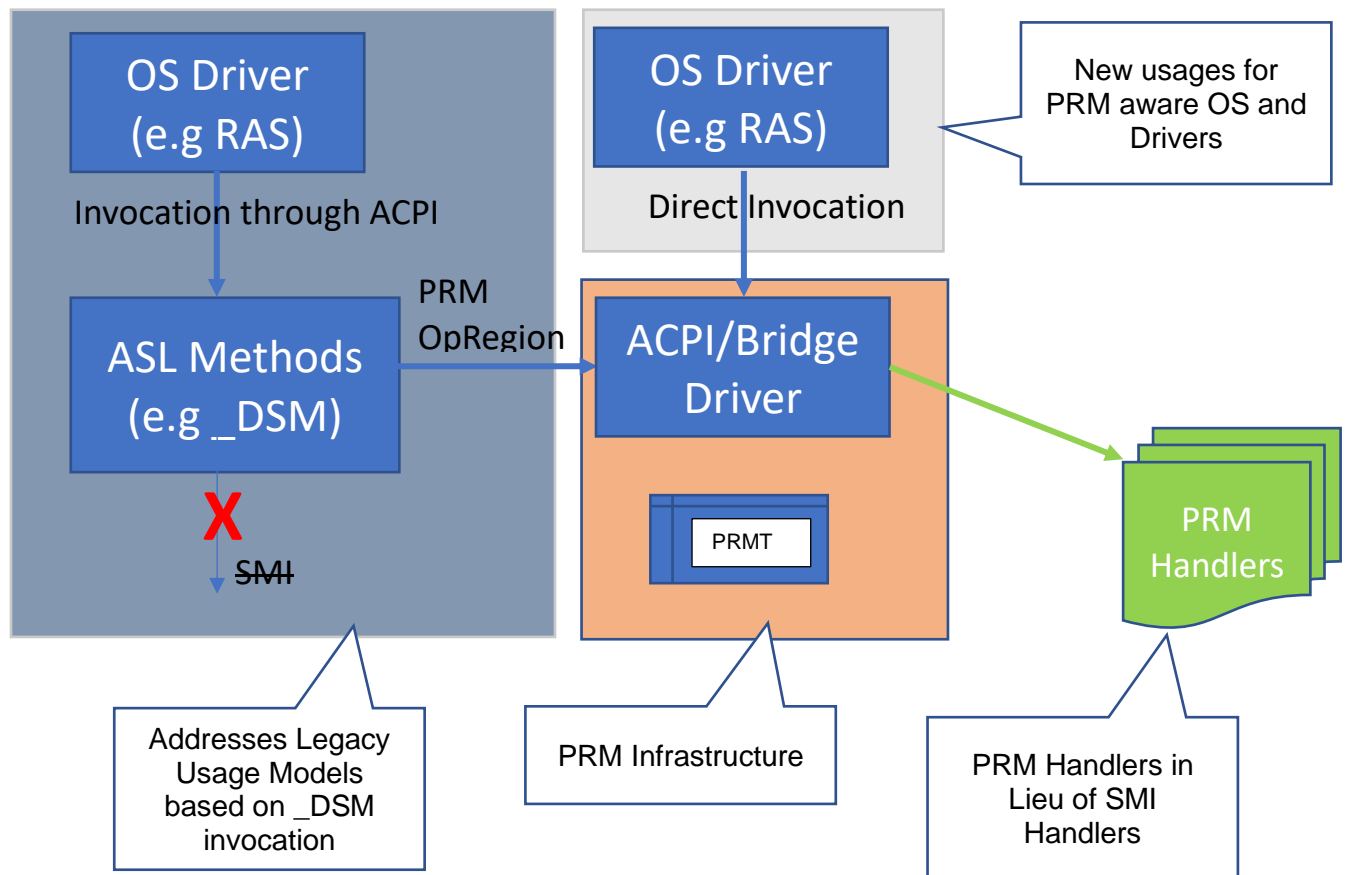 OS Driver
(e.g RAS)
Invocation through ACPI
ASL Methods
(e.g _DSM)
X
SMI
PRM
OpRegion
OS Driver
(e.g RAS)
Direct Invocation
ACPI/Bridge
Driver
PRMT
New usages for
PRM aware OS and
Drivers
PRM
Handlers
Addresses Legacy
Usage Models
based on _DSM
invocation
PRM Infrastructure
PRM Handlers in
Lieu of SMI
Handlers